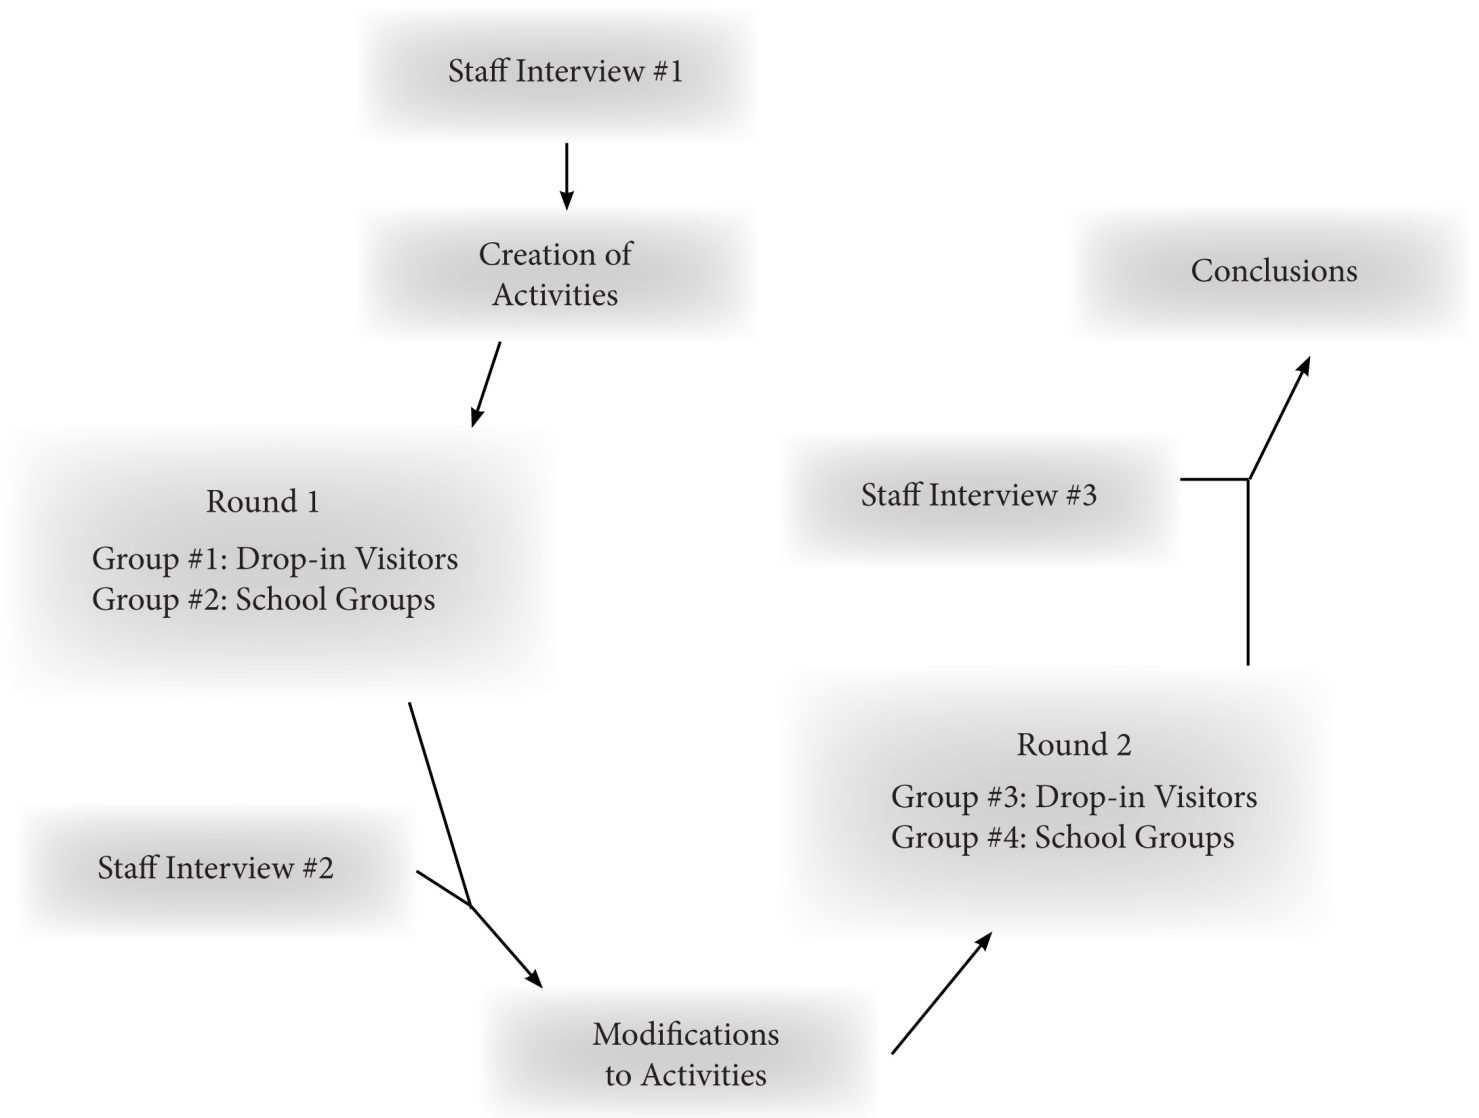 Staff Interview #1
Creation of
Activities
Round 1
Group #1: Drop-in Visitors
Group #2: School Groups
Staff Interview #2
Modifications
to Activities
Round 2
Group #3: Drop-in Visitors
Group #4: School Groups
Staff Interview #3
Conclusions